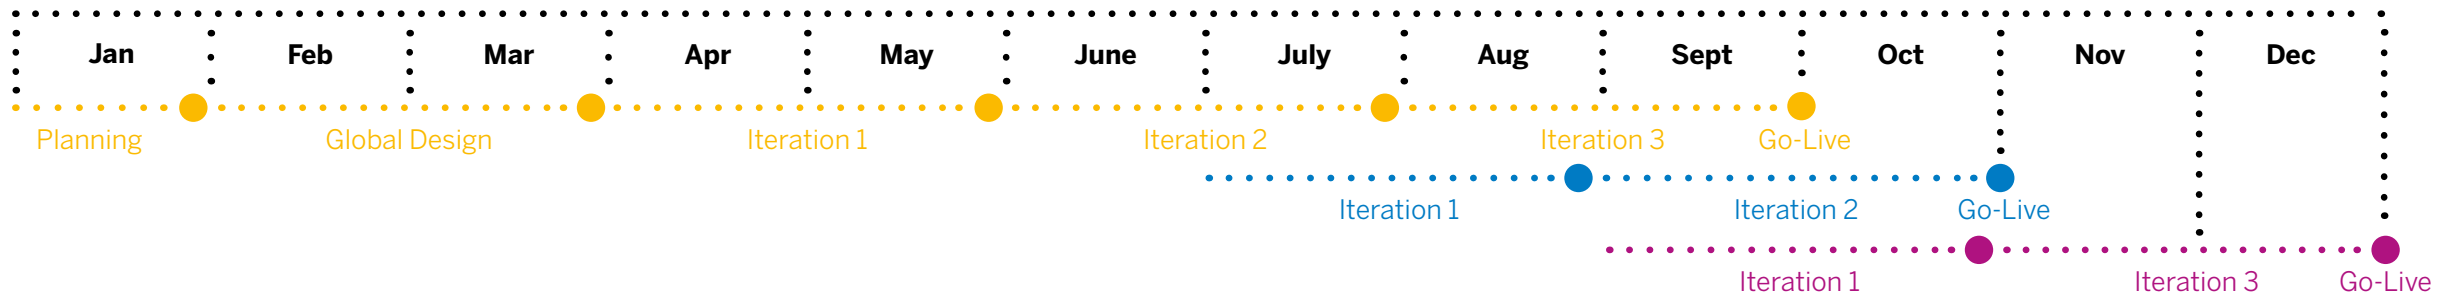 Jan Feb Mar Apr May June July Aug Sept Oct Nov Dec
Planning Global Design Iteration 1 Iteration 2 Iteration 3 Go-Live
Iteration 1 Iteration 2 Go-Live
Iteration 1 Iteration 3 Go-Live